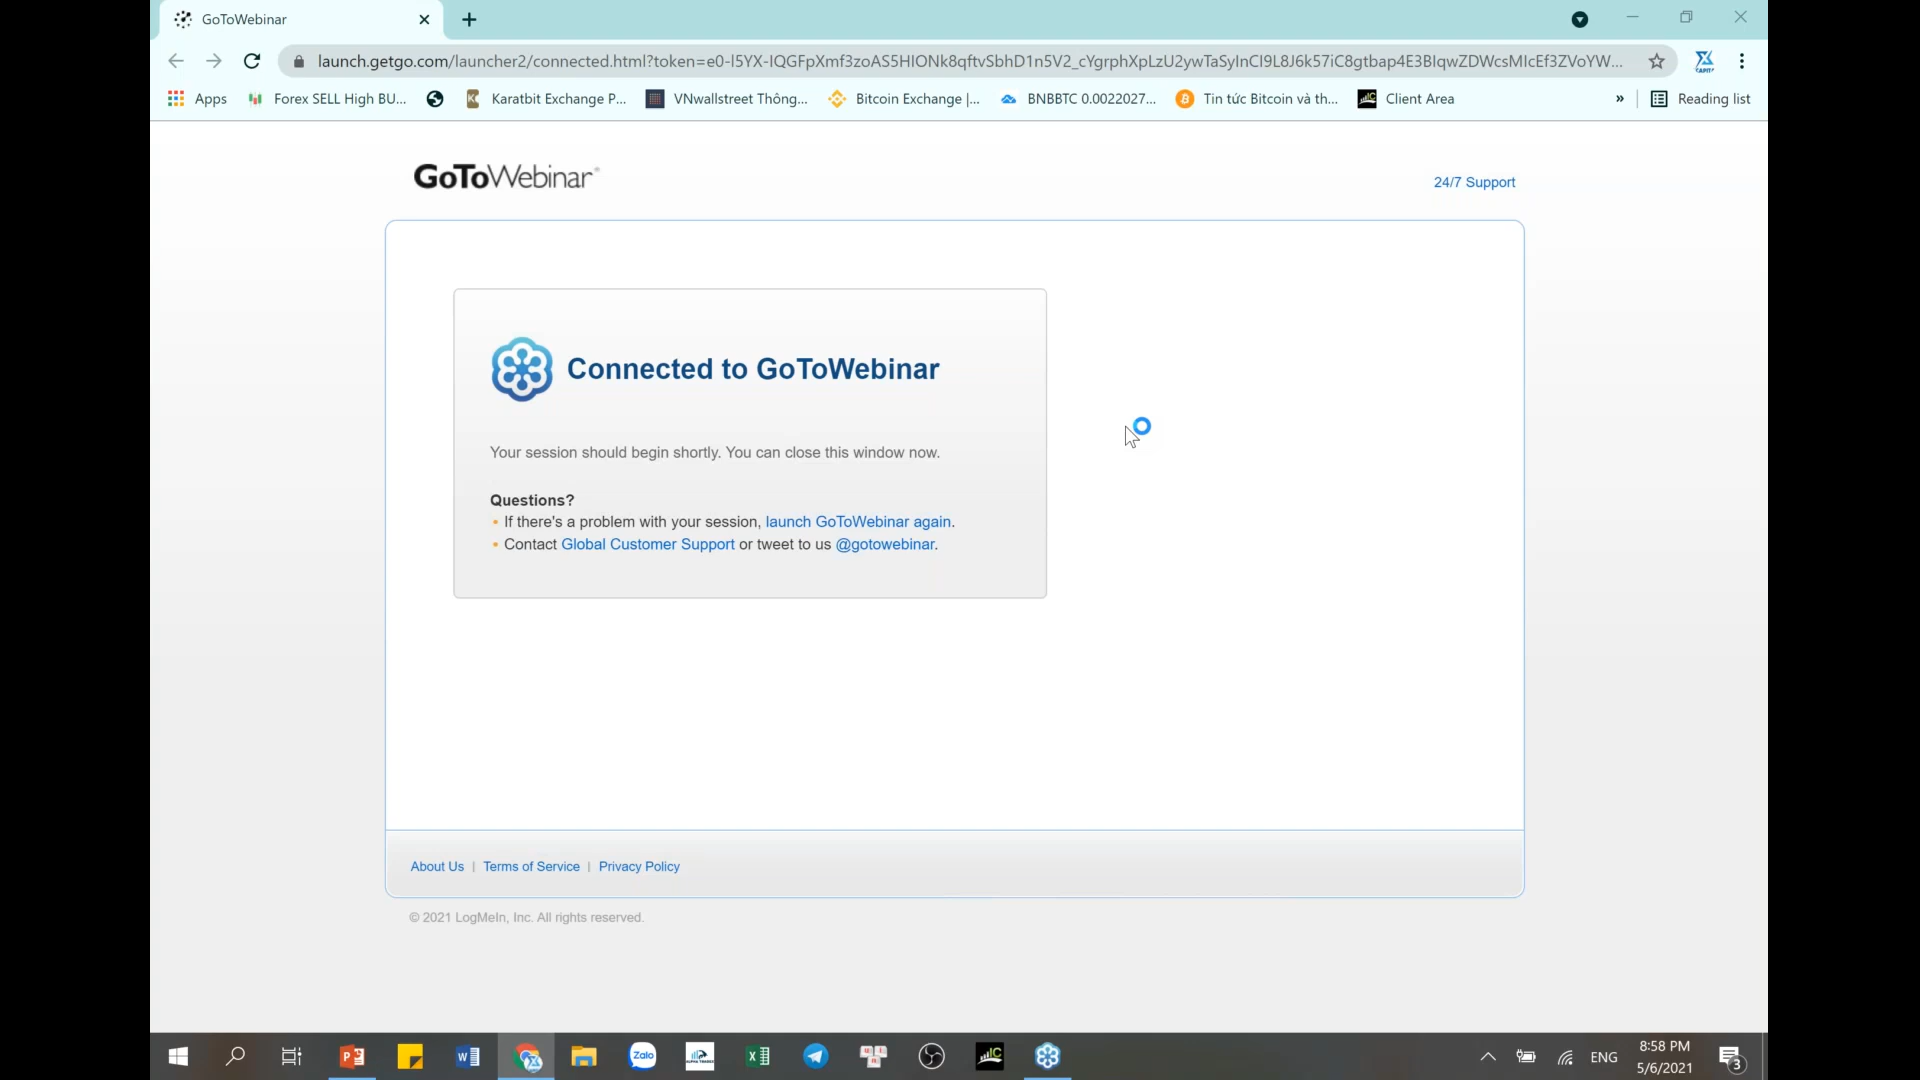 GoToWebinar
launch.getgo.com/launcher2/connected.html?token=e0-I5YX-IQGFpXmf3zoAS5HIONk8qftvSbhD1n5V2_cYgrphXpLzU2ywTaSyInCI9L8J6k57iC8gtbap4E3BlqwZDWcsMIcEf3ZVoYW...
Apps Forex SELL High BU... Karatbit Exchange P... VNwallstreet Thông... Bitcoin Exchange |... BNBBTC 0.0022027... Tin tức Bitcoin và th... Client Area » Reading list
GoToWebinar
24/7 Support
Connected to GoToWebinar
Your session should begin shortly. You can close this window now.
Questions?
If there's a problem with your session, launch GoToWebinar again.
Contact Global Customer Support or tweet to us @gotowebinar.
About Us | Terms of Service | Privacy Policy
© 2021 LogMeIn, Inc. All rights reserved.
Zalo
ENG
8:58 PM
5/6/2021
3